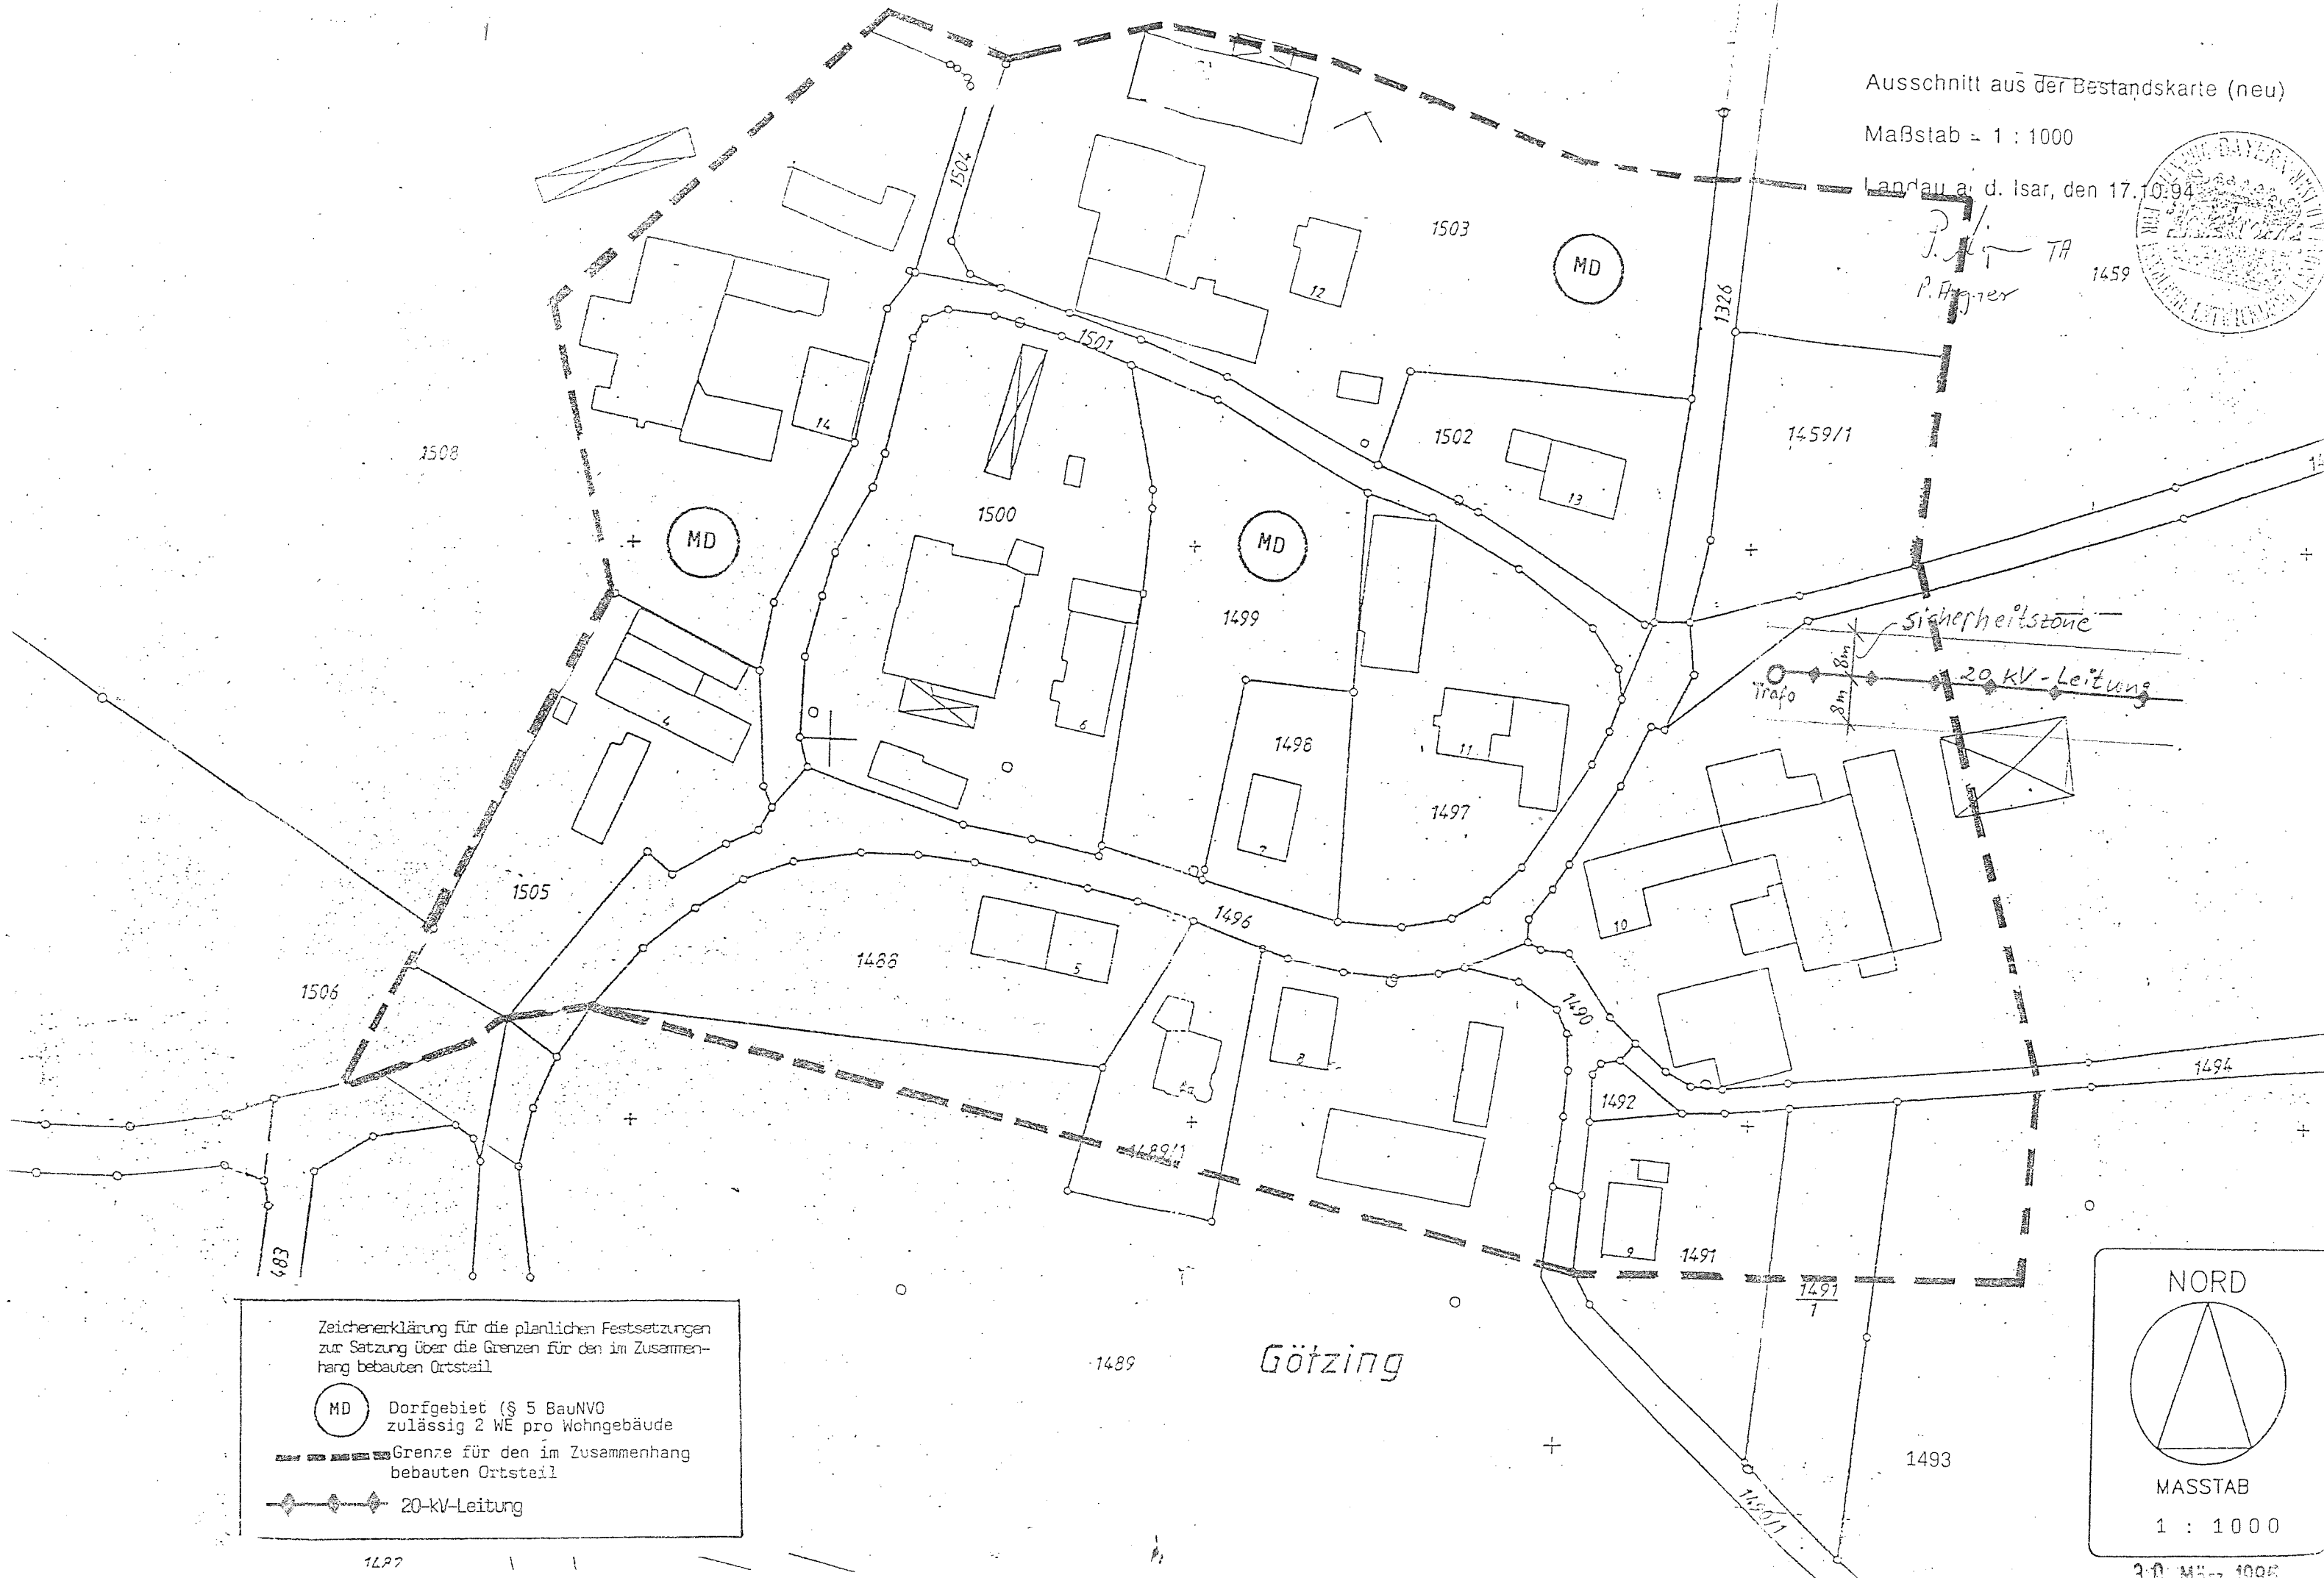 Ausschnitt aus der Bestandskarte (neu)
Maßstab = 1 : 1000
Landau a. d. Isar, den 17.10.94
TA
1459
1504
1503
MD
12
1326
1501
14
1508
1502
13
1459/1
MD
1500
MD
1499
Sicherheitszone
8m 8m
Trafo
20 kV-Leitung
4
6
1498
11
7
1497
1505
10
1496
1506
1488
5
1490
8
4a
1492
1494
1489/1
483
9
1491
1491
1
NORD
MASSTAB
1 : 1000
Zeichenerklärung für die planlichen Festsetzungen
zur Satzung über die Grenzen für den im Zusammen-
hang bebauten Ortsteil
MD
Dorfgebiet (§ 5 BauNVO
zulässig 2 WE pro Wohngebäude
Grenze für den im Zusammenhang
bebauten Ortsteil
20-kV-Leitung
1489
Götzing
1493
1490/1
1487